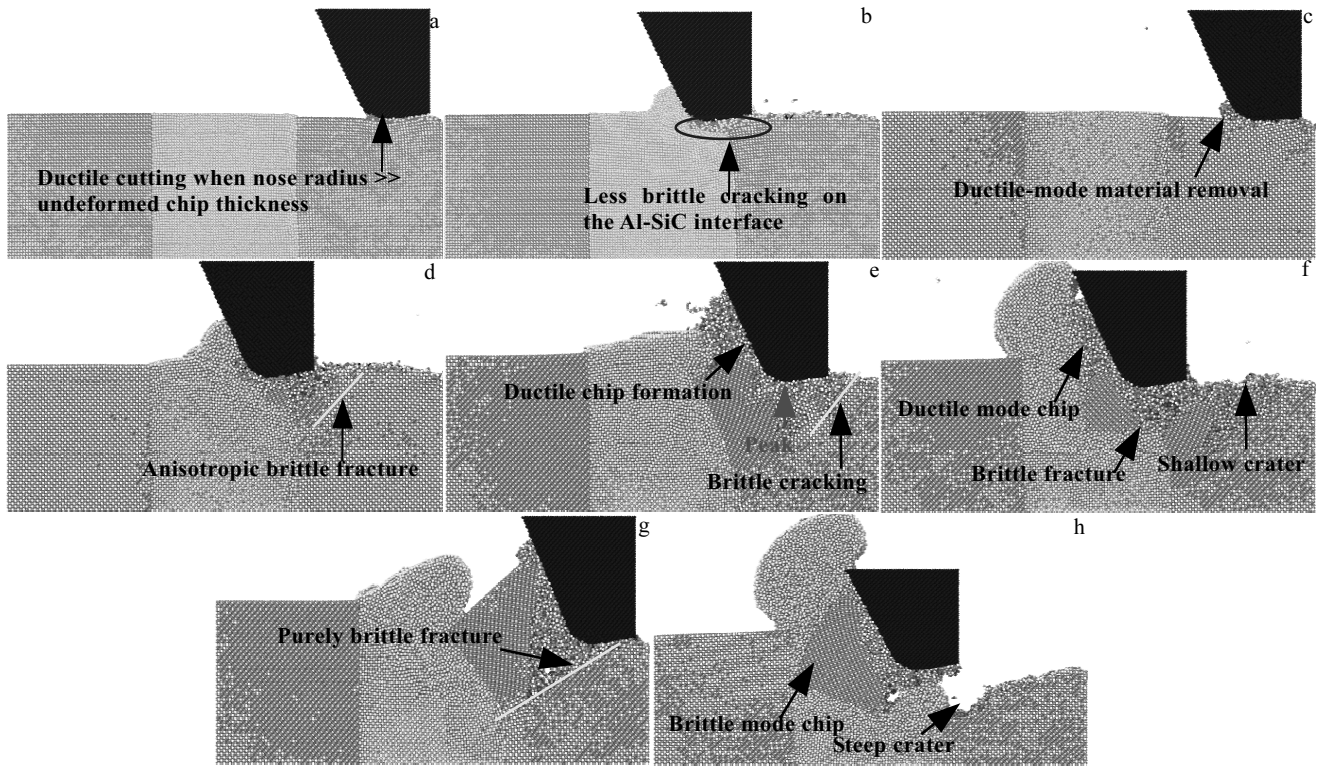 a
b
c
Ductile cutting when nose radius >>
undeformed chip thickness
Less brittle cracking on
the Al-SiC interface
Ductile-mode material removal
d
e
f
Anisotropic brittle fracture
Ductile chip formation
Peak
Brittle cracking
Ductile mode chip
Brittle fracture
Shallow crater
g
h
Purely brittle fracture
Brittle mode chip
Steep crater